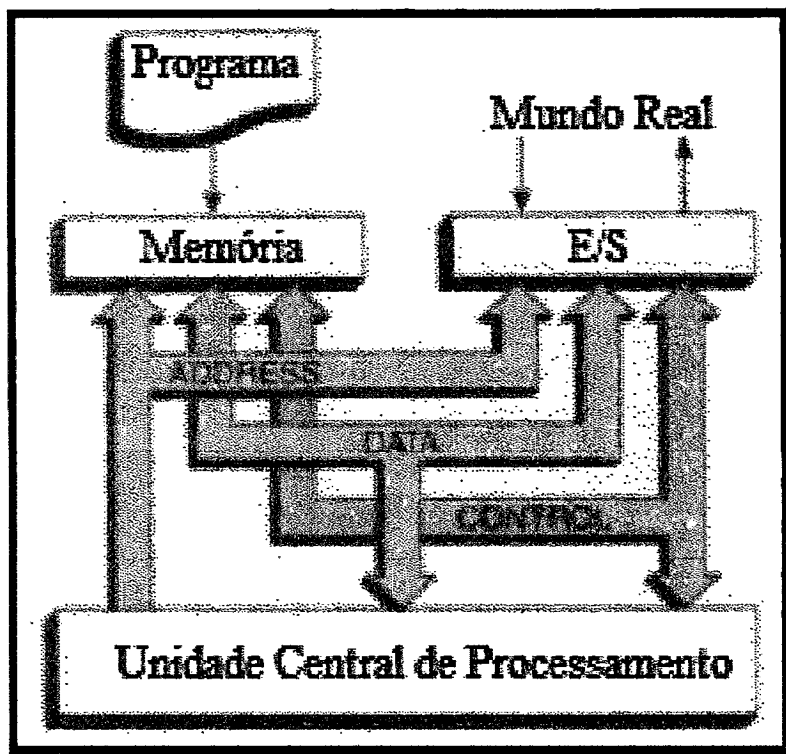 Programa
Mundo Real
Memória
E/S
ADDRESS
DATA
CONTROL
Unidade Central de Processamento